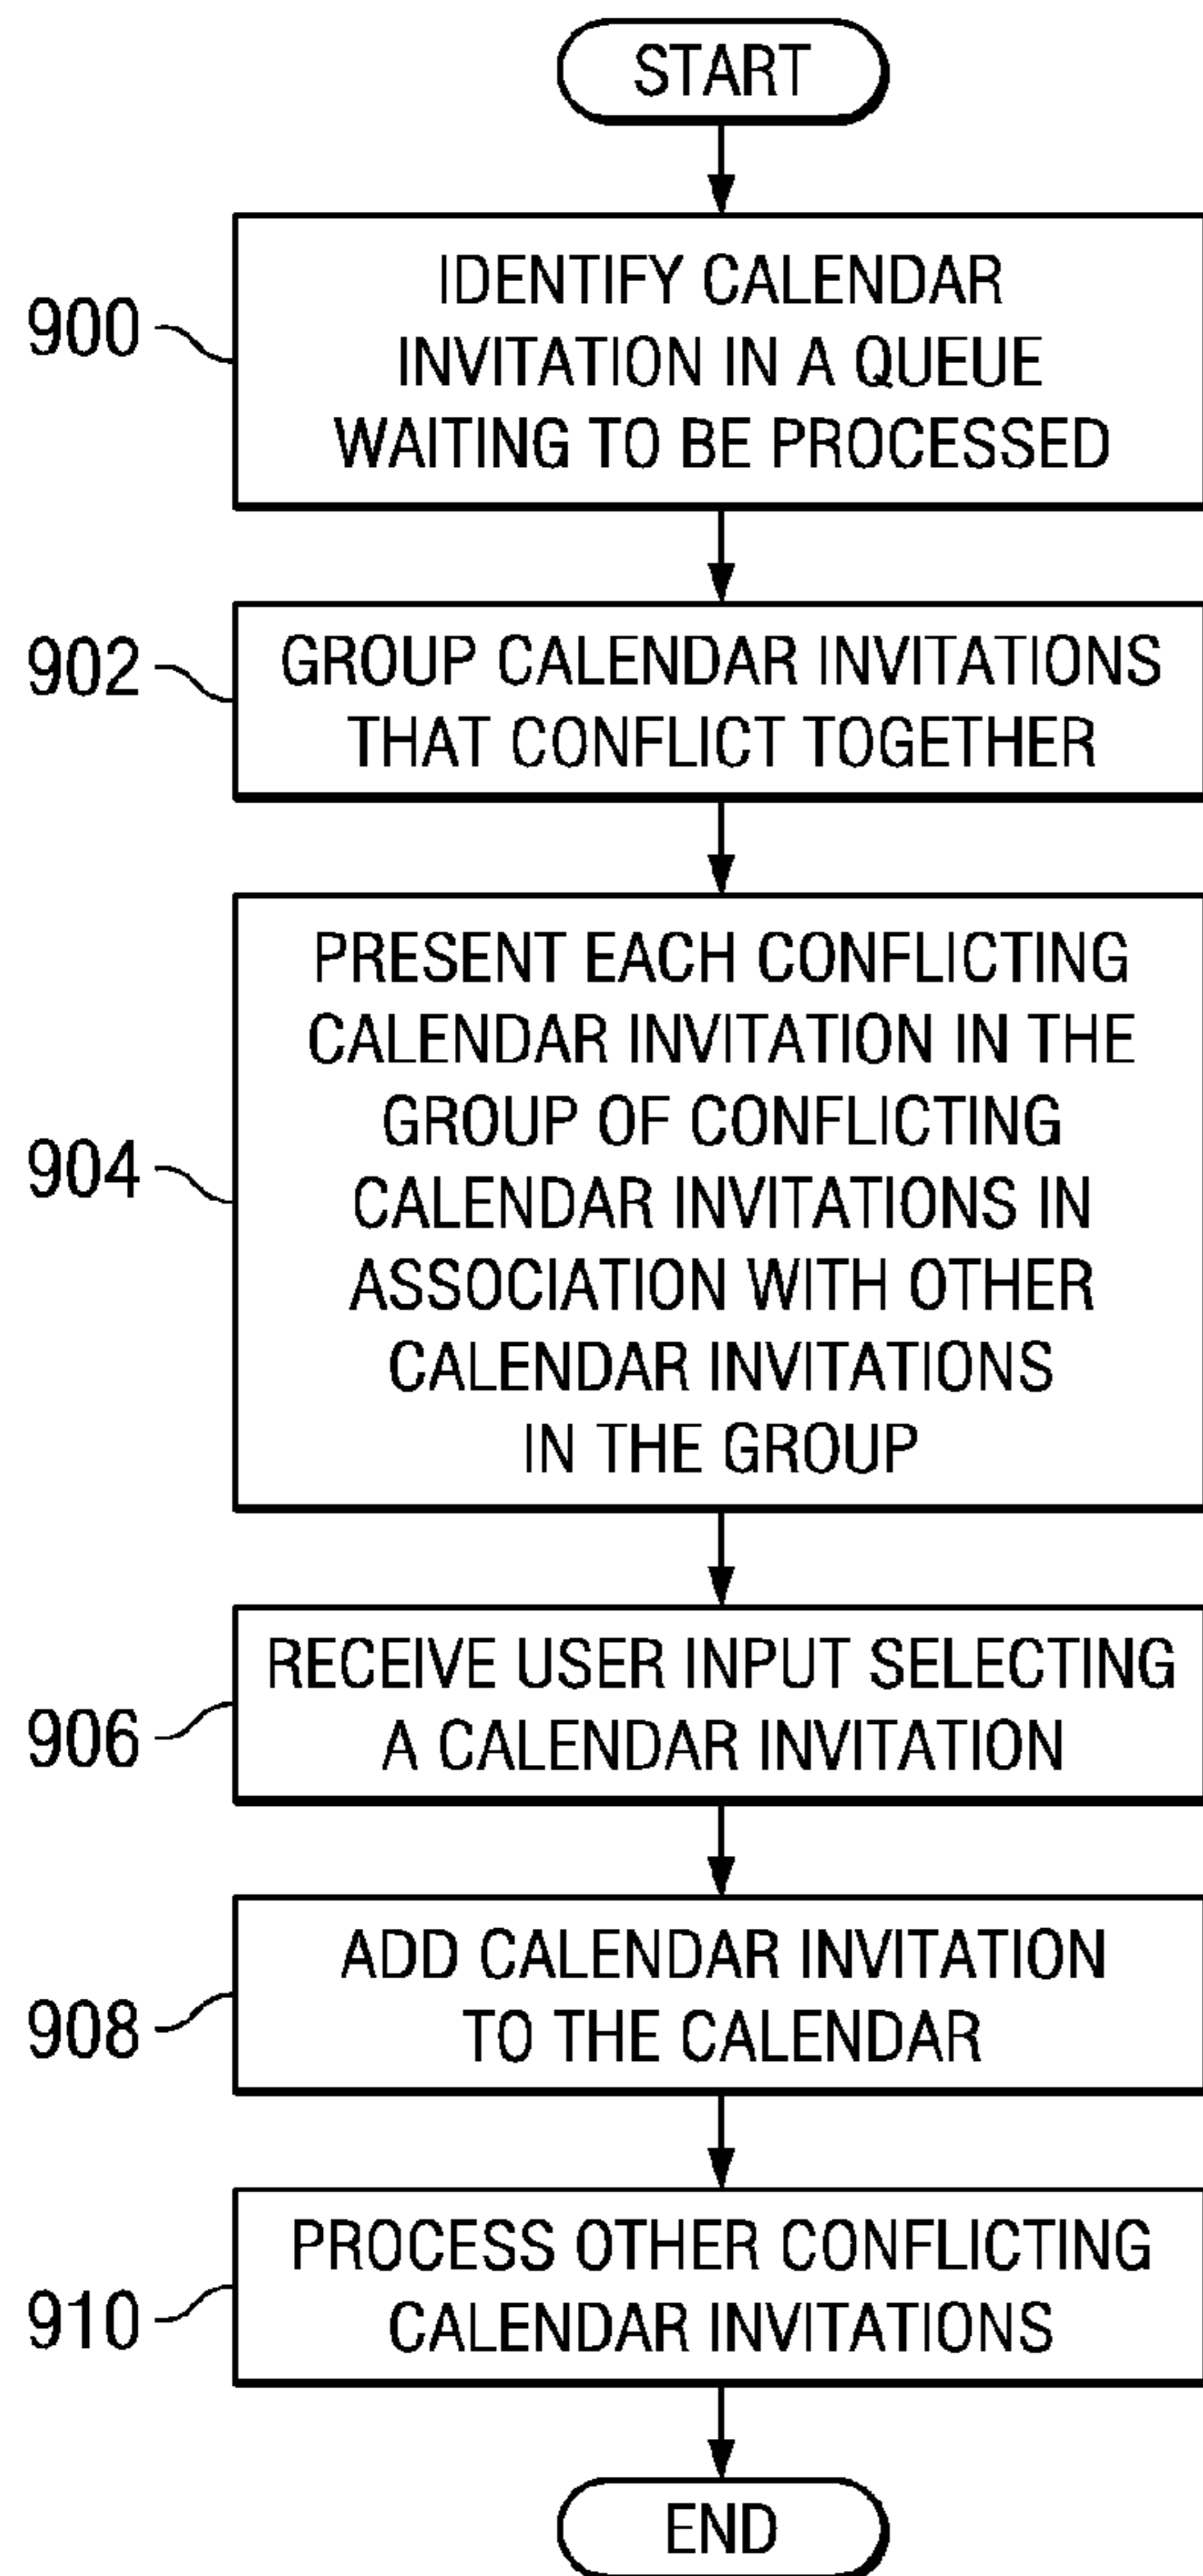 START
900
IDENTIFY CALENDAR
INVITATION IN A QUEUE
WAITING TO BE PROCESSED
902
GROUP CALENDAR INVITATIONS
THAT CONFLICT TOGETHER
904
PRESENT EACH CONFLICTING
CALENDAR INVITATION IN THE
GROUP OF CONFLICTING
CALENDAR INVITATIONS IN
ASSOCIATION WITH OTHER
CALENDAR INVITATIONS
IN THE GROUP
906
RECEIVE USER INPUT SELECTING
A CALENDAR INVITATION
908
ADD CALENDAR INVITATION
TO THE CALENDAR
910
PROCESS OTHER CONFLICTING
CALENDAR INVITATIONS
END